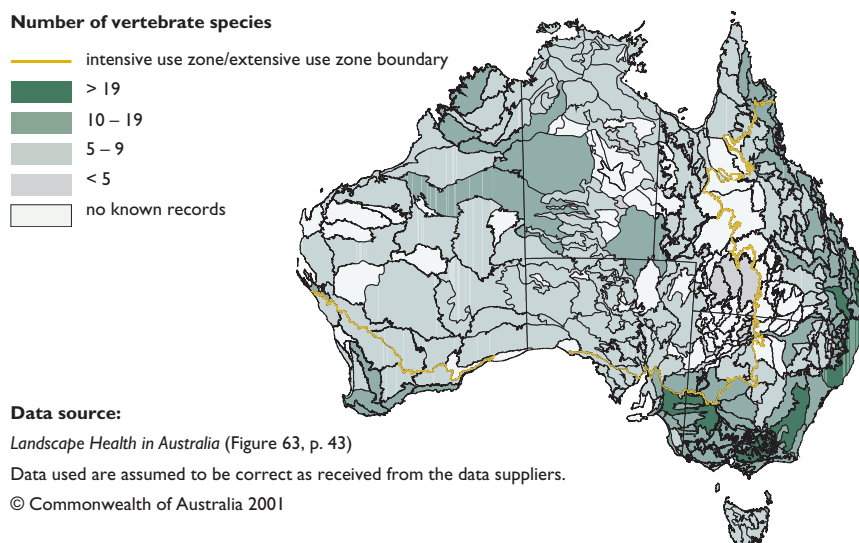 Number of vertebrate species
intensive use zone/extensive use zone boundary
> 19
10 – 19
5 – 9
< 5
no known records
Data source:
Landscape Health in Australia (Figure 63, p. 43)
Data used are assumed to be correct as received from the data suppliers.
© Commonwealth of Australia 2001